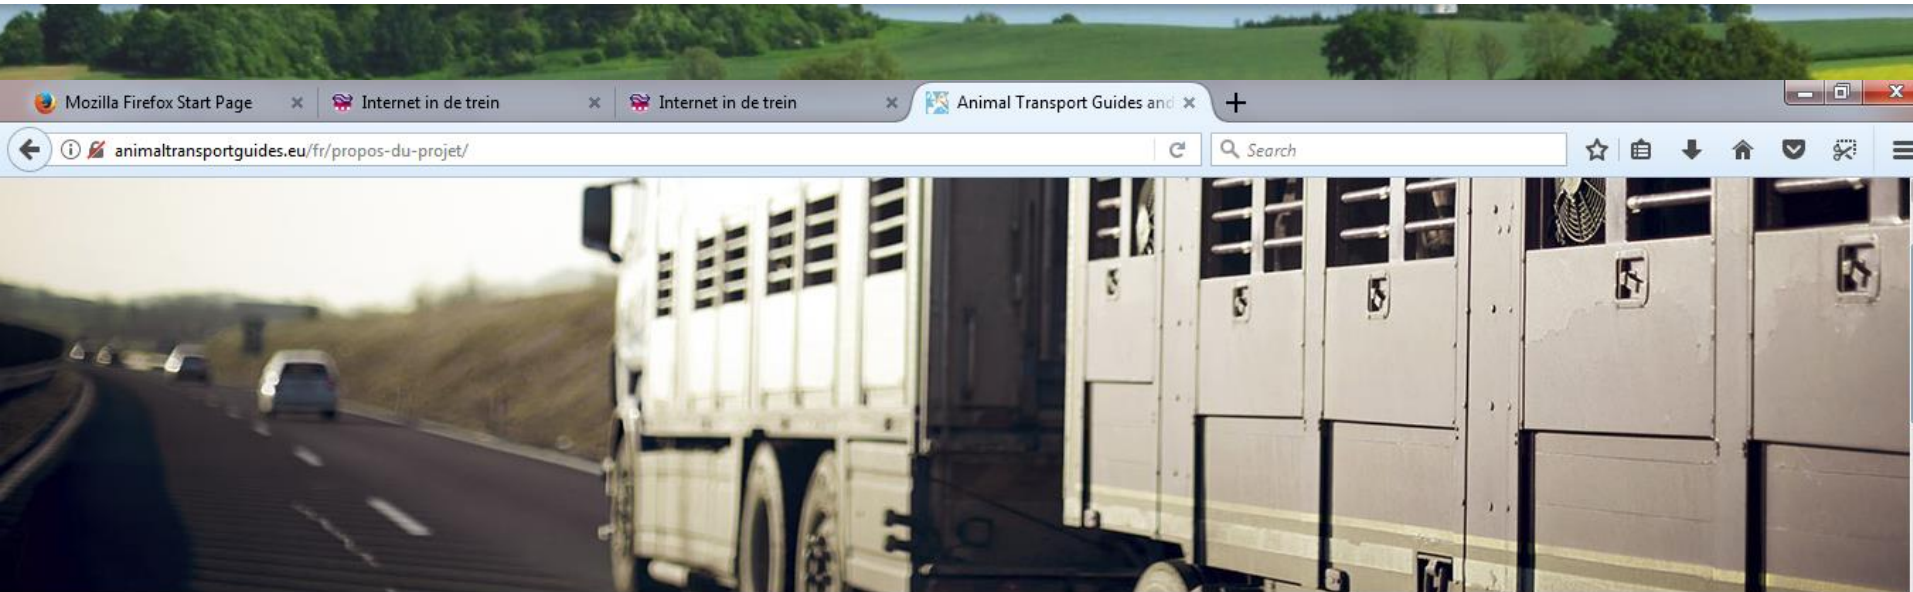 Mozilla Firefox Start Page
Internet in de trein
Internet in de trein
Animal Transport Guides and
animaltransportguides.eu/fr/propos-du-projet/
Search